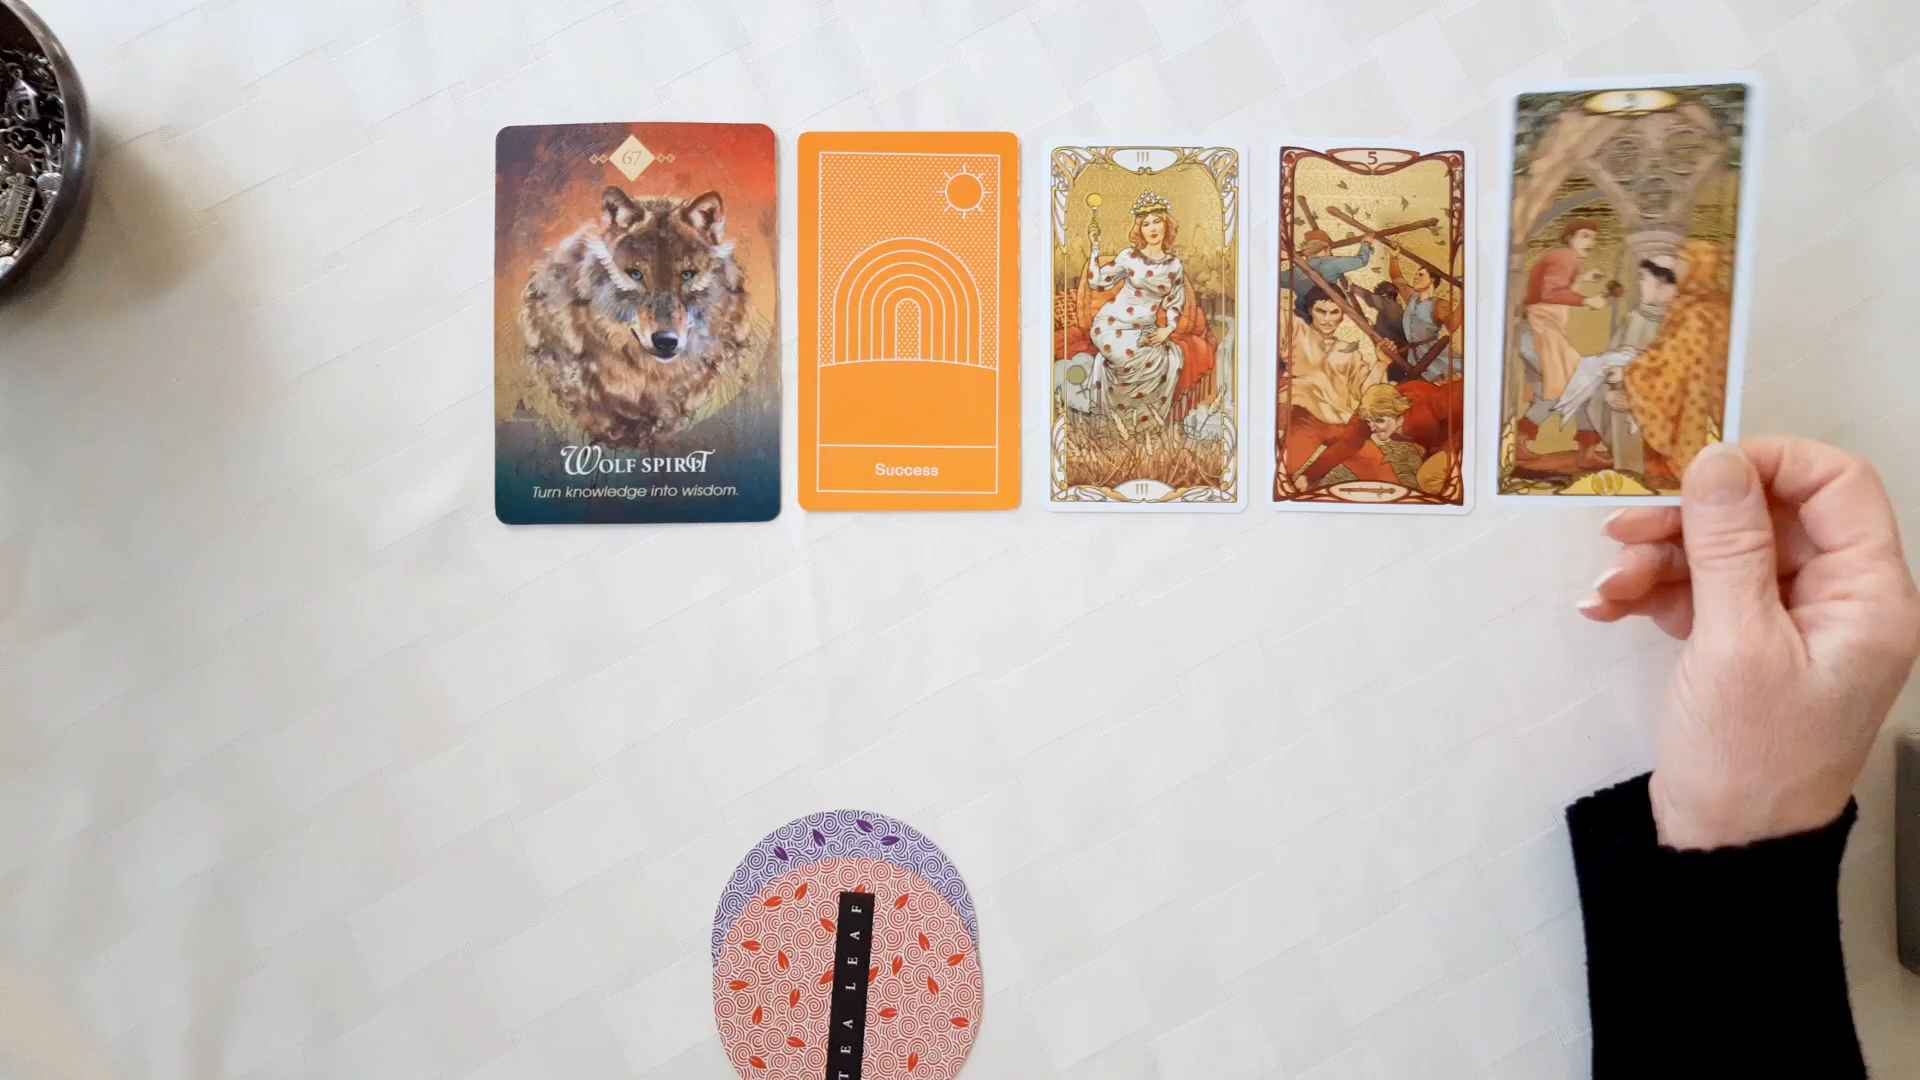 67
WOLF SPIRIT
Turn knowledge into wisdom.
Success
III
III
5
TEA LEAF